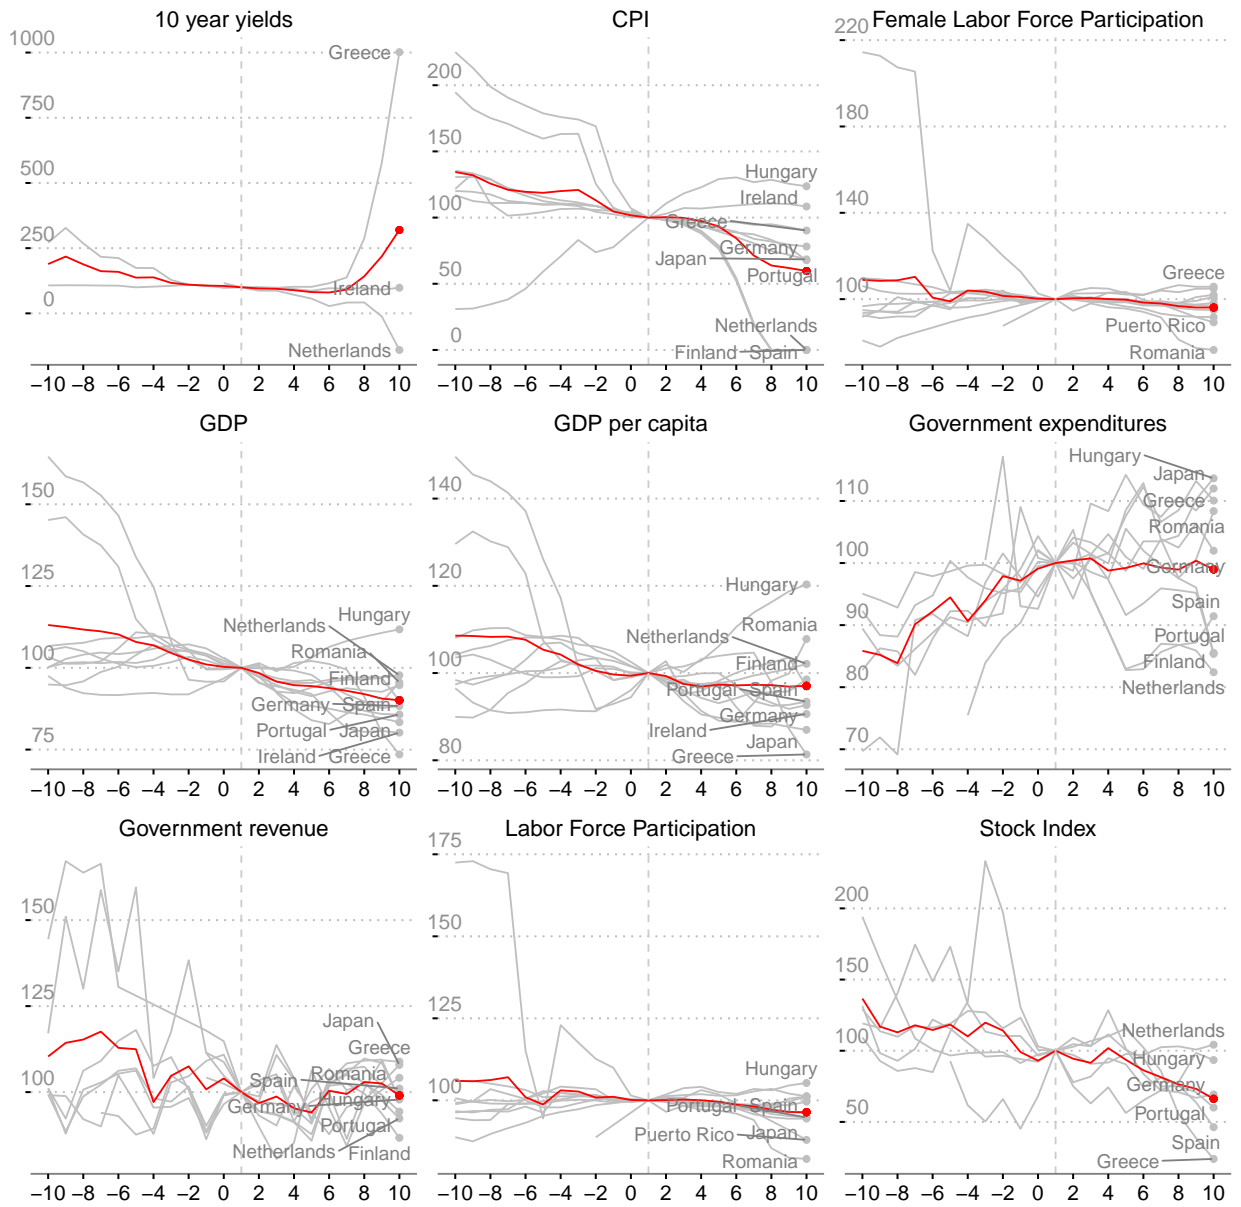 10 year yields
1000
750
500
250
0
Greece
Ireland
Netherlands
−10 −8 −6 −4 −2 0 2 4 6 8 10
CPI
200
150
100
50
0
Hungary
Ireland
Greece
Germany
Japan
Portugal
Netherlands
Finland Spain
−10 −8 −6 −4 −2 0 2 4 6 8 10
Female Labor Force Participation
220
180
140
100
Greece
Puerto Rico
Romania
−10 −8 −6 −4 −2 0 2 4 6 8 10
GDP
150
125
100
75
Hungary
Netherlands
Romania
Finland
Germany Spain
Portugal Japan
Ireland Greece
−10 −8 −6 −4 −2 0 2 4 6 8 10
GDP per capita
140
120
100
80
Hungary
Romania
Netherlands
Finland
Portugal Spain
Germany
Ireland
Japan
Greece
−10 −8 −6 −4 −2 0 2 4 6 8 10
Government expenditures
110
100
90
80
70
Hungary
Japan
Greece
Romania
Germany
Spain
Portugal
Finland
Netherlands
−10 −8 −6 −4 −2 0 2 4 6 8 10
Government revenue
150
125
100
Japan
Greece
Romania
Spain
Hungary
Germany
Portugal
Netherlands Finland
−10 −8 −6 −4 −2 0 2 4 6 8 10
Labor Force Participation
175
150
125
100
Hungary
Portugal Spain
Puerto Rico Japan
Romania
−10 −8 −6 −4 −2 0 2 4 6 8 10
Stock Index
200
150
100
50
Netherlands
Hungary
Germany
Portugal
Spain
Greece
−10 −8 −6 −4 −2 0 2 4 6 8 10